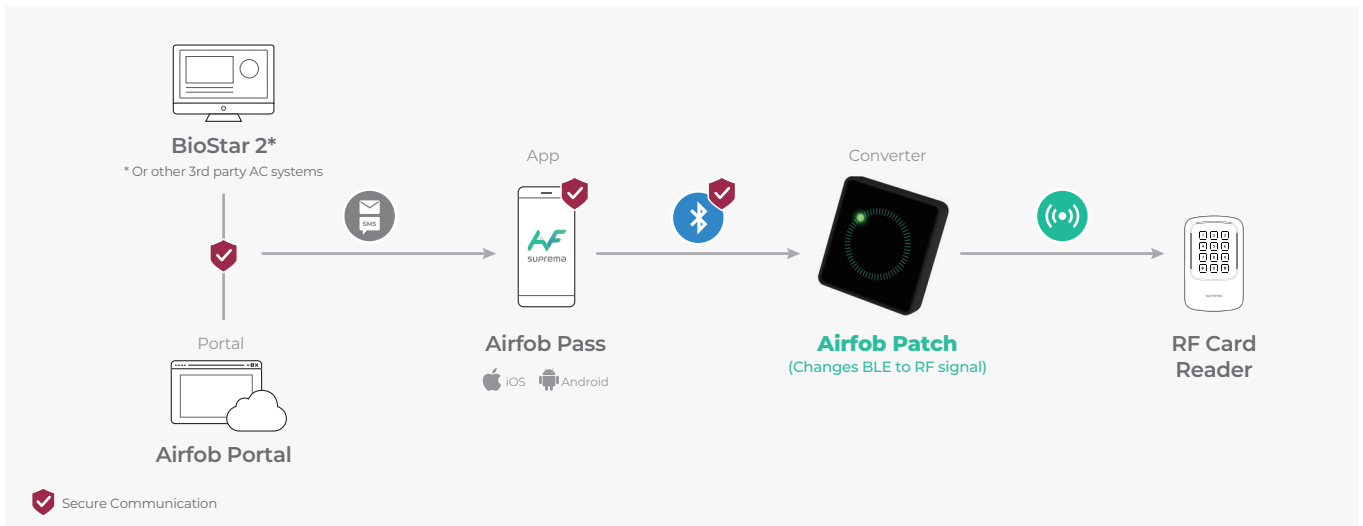 BioStar 2*
* Or other 3rd party AC systems
SMS
Portal
Airfob Portal
App
suprema
Airfob Pass
iOS
Android
Converter
Airfob Patch
(Changes BLE to RF signal)
suprema
RF Card
Reader
Secure Communication